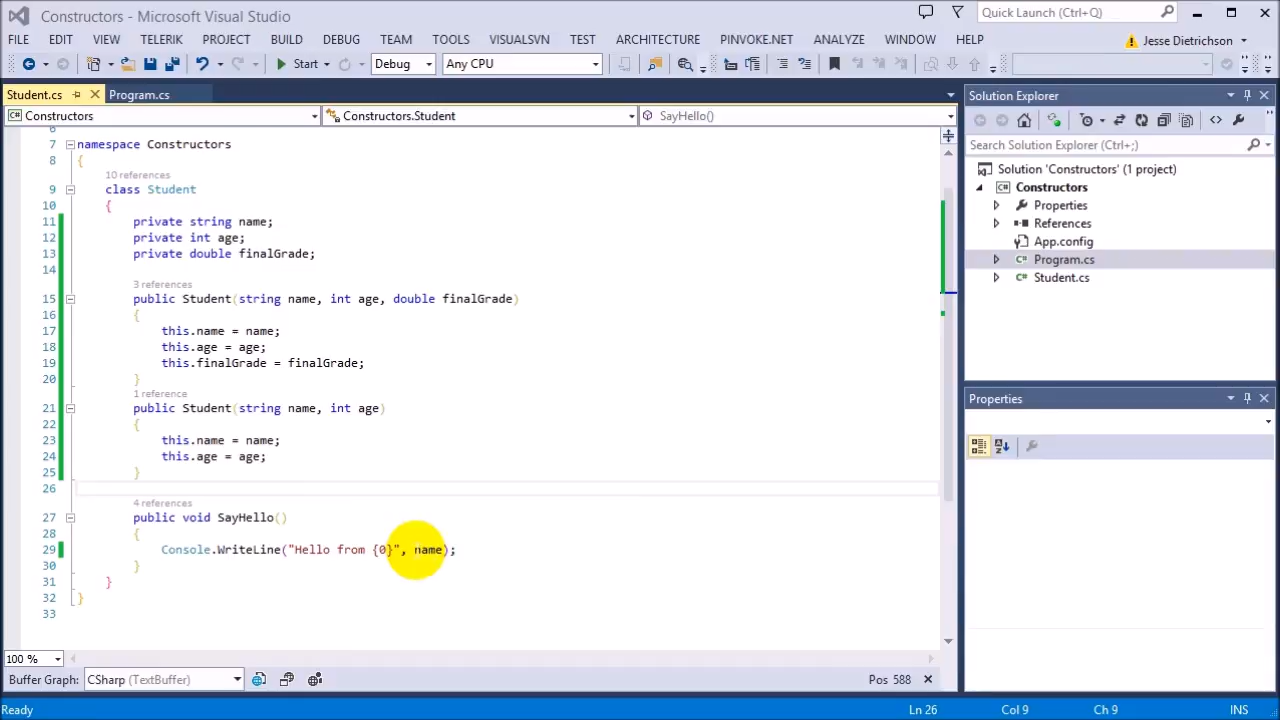 Constructors - Microsoft Visual Studio
Quick Launch (Ctrl+Q)
FILE EDIT VIEW TELERIK PROJECT BUILD DEBUG TEAM TOOLS VISUALSVN TEST ARCHITECTURE PINVOKE.NET ANALYZE WINDOW HELP
Jesse Dietrichson
Start Debug Any CPU
Student.cs Program.cs
Constructors Constructors.Student SayHello()
6
7 namespace Constructors
8 {
10 references
9 class Student
10 {
11 private string name;
12 private int age;
13 private double finalGrade;
14
3 references
15 public Student(string name, int age, double finalGrade)
16 {
17 this.name = name;
18 this.age = age;
19 this.finalGrade = finalGrade;
20 }
1 reference
21 public Student(string name, int age)
22 {
23 this.name = name;
24 this.age = age;
25 }
26
4 references
27 public void SayHello()
28 {
29 Console.WriteLine("Hello from {0}", name);
30 }
31 }
32 }
33
100 %
Buffer Graph: CSharp (TextBuffer) Pos 588
Solution Explorer
Search Solution Explorer (Ctrl+;)
Solution 'Constructors' (1 project)
C# Constructors
Properties
References
App.config
C# Program.cs
C# Student.cs
Properties
Ready Ln 26 Col 9 Ch 9 INS